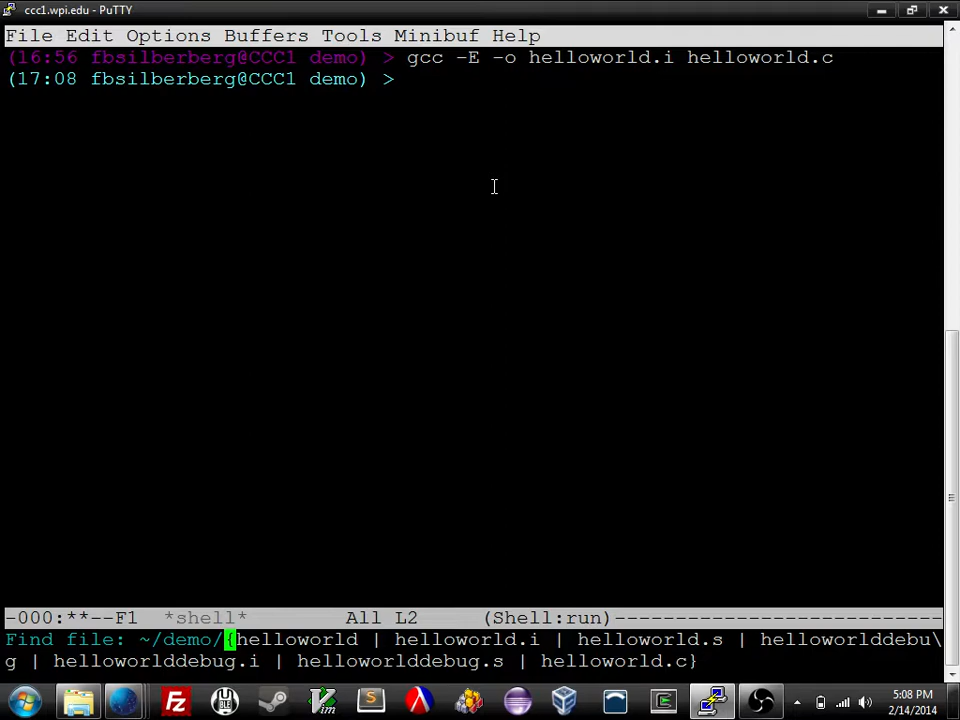 ccc1.wpi.edu - PuTTY
File Edit Options Buffers Tools Minibuf Help
(16:56 fbsilberberg@CCC1 demo) > gcc -E -o helloworld.i helloworld.c
(17:08 fbsilberberg@CCC1 demo) >
-000:**--F1 *shell* All L2 (Shell:run)---------------------------
Find file: ~/demo/{helloworld | helloworld.i | helloworld.s | helloworlddebu\
g | helloworlddebug.i | helloworlddebug.s | helloworld.c}
Fz
Vim
S
5:08 PM
2/14/2014